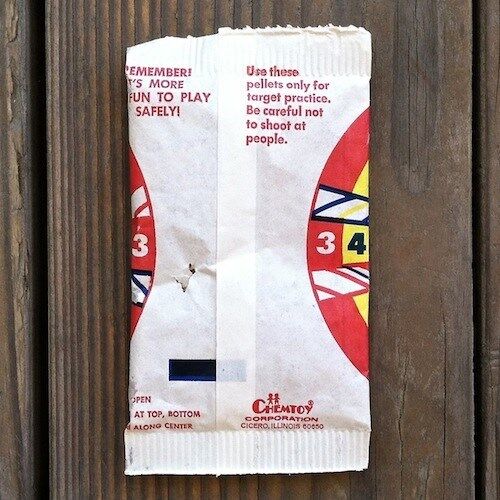 EMEMBER!
'S MORE
FUN TO PLAY
SAFELY!
Use these
pellets only for
target practice.
Be careful not
to shoot at
people.
3
3 4
OPEN
AT TOP, BOTTOM
ALONG CENTER
CHEMTOY
CORPORATION
CICERO, ILLINOIS 60650